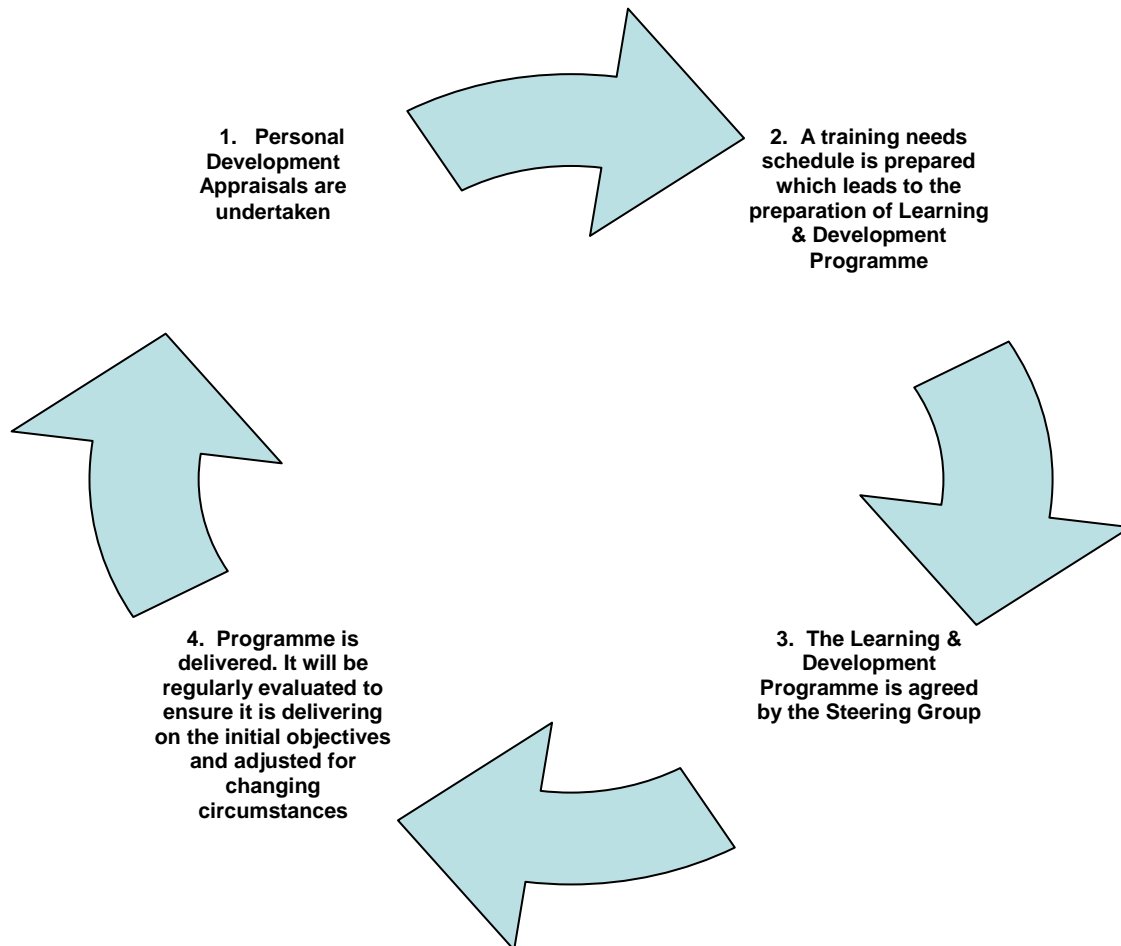 1. Personal
Development
Appraisals are
undertaken
2. A training needs
schedule is prepared
which leads to the
preparation of Learning
& Development
Programme
3. The Learning &
Development
Programme is agreed
by the Steering Group
4. Programme is
delivered. It will be
regularly evaluated to
ensure it is delivering
on the initial objectives
and adjusted for
changing
circumstances